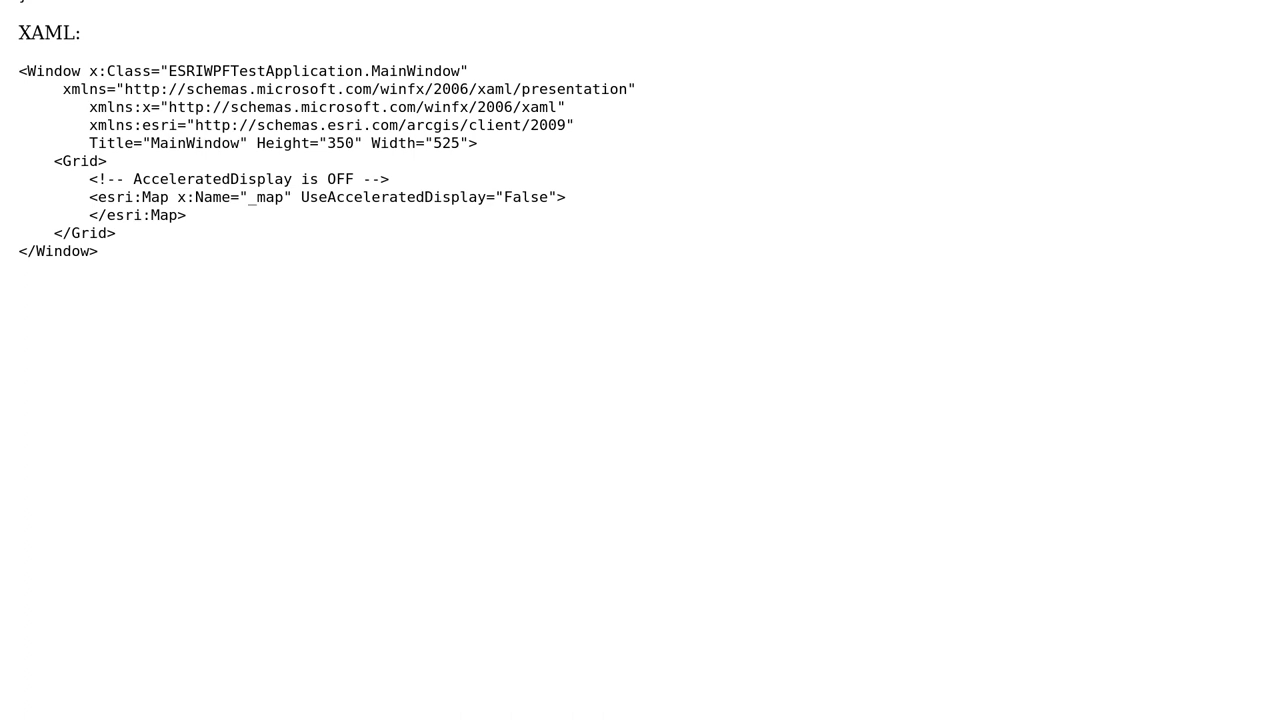 XAML:
<Window x:Class="ESRIWPFTestApplication.MainWindow"
     xmlns="http://schemas.microsoft.com/winfx/2006/xaml/presentation"
        xmlns:x="http://schemas.microsoft.com/winfx/2006/xaml"
        xmlns:esri="http://schemas.esri.com/arcgis/client/2009"
        Title="MainWindow" Height="350" Width="525">
    <Grid>
        <!-- AcceleratedDisplay is OFF -->
        <esri:Map x:Name="_map" UseAcceleratedDisplay="False">
        </esri:Map>
    </Grid>
</Window>